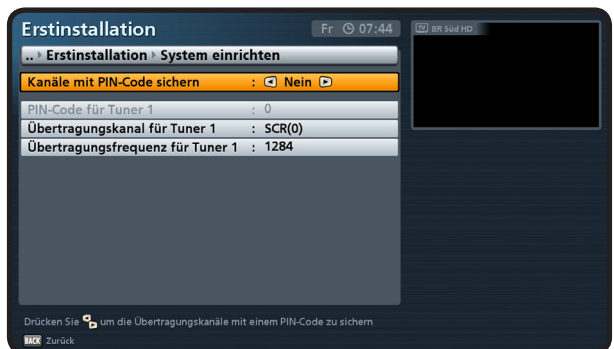 Erstinstallation
Fr 07:44
TV BR Süd HD
.. Erstinstallation System einrichten
Kanäle mit PIN-Code sichern : Nein
PIN-Code für Tuner 1 : 0
Übertragungskanal für Tuner 1 : SCR(0)
Übertragungsfrequenz für Tuner 1 : 1284
Drücken Sie um die Übertragungskanäle mit einem PIN-Code zu sichern
BACK Zurück